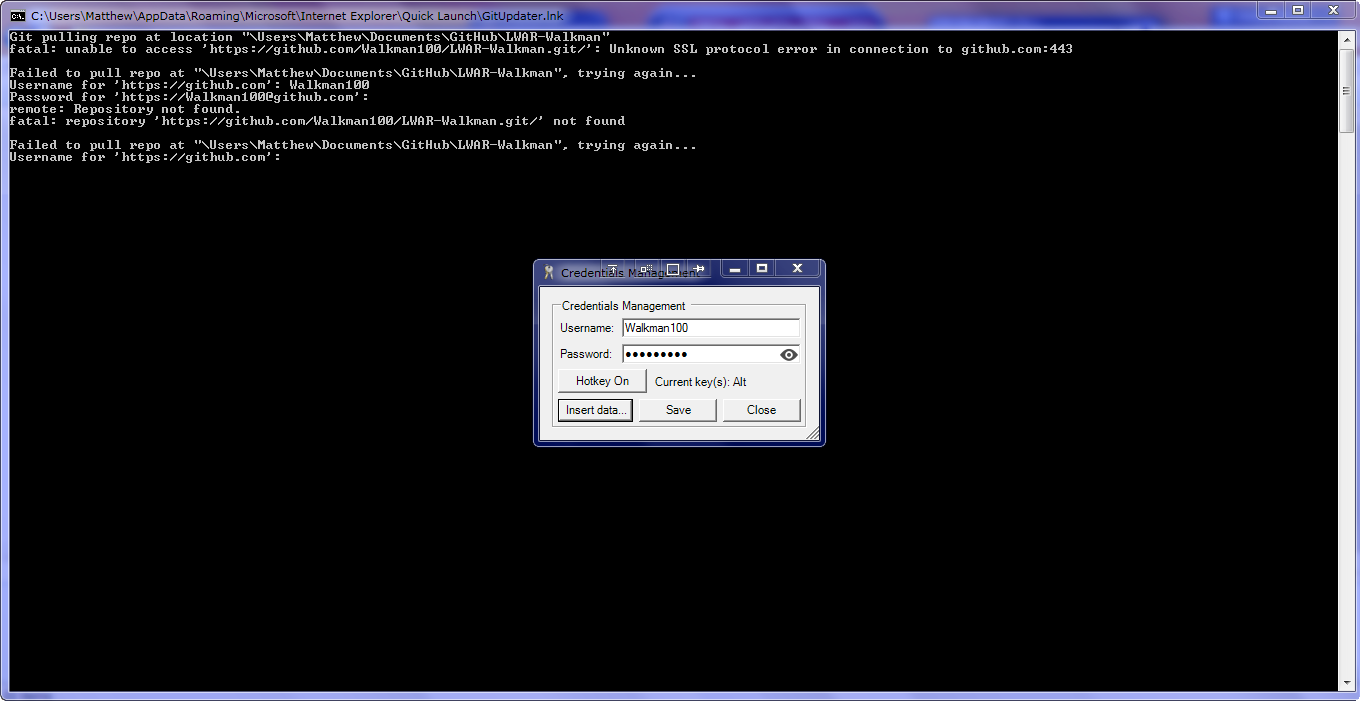 C:\Users\Matthew\AppData\Roaming\Microsoft\Internet Explorer\Quick Launch\GitUpdater.lnk
Git pulling repo at location "\Users\Matthew\Documents\GitHub\LWAR-Walkman"
fatal: unable to access 'https://github.com/Walkman100/LWAR-Walkman.git/': Unknown SSL protocol error in connection to github.com:443
Failed to pull repo at "\Users\Matthew\Documents\GitHub\LWAR-Walkman", trying again...
Username for 'https://github.com': Walkman100
Password for 'https://Walkman100@github.com':
remote: Repository not found.
fatal: repository 'https://github.com/Walkman100/LWAR-Walkman.git/' not found
Failed to pull repo at "\Users\Matthew\Documents\GitHub\LWAR-Walkman", trying again...
Username for 'https://github.com':
Credentials Management
Credentials Management
Username: Walkman100
Password: •••••••••
Hotkey On Current key(s): Alt
Insert data... Save Close